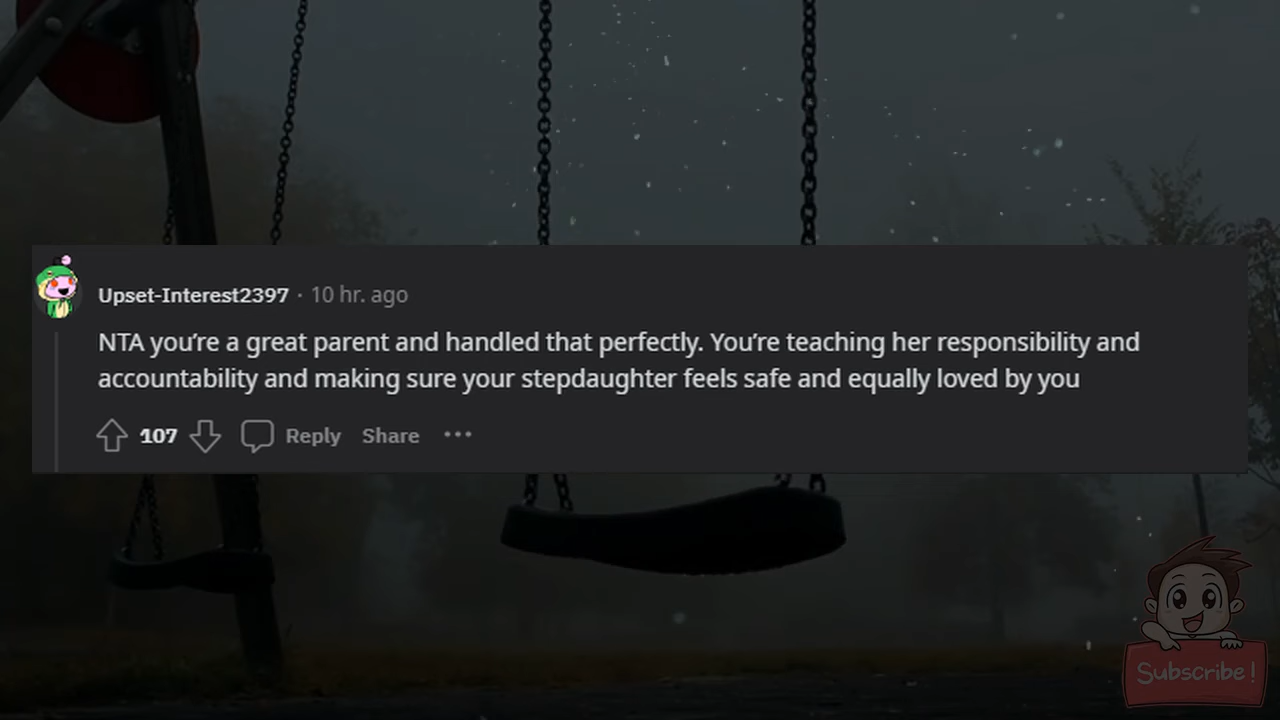 Upset-Interest2397 · 10 hr. ago
NTA you’re a great parent and handled that perfectly. You’re teaching her responsibility and
accountability and making sure your stepdaughter feels safe and equally loved by you
107 Reply Share •••
Subscribe!